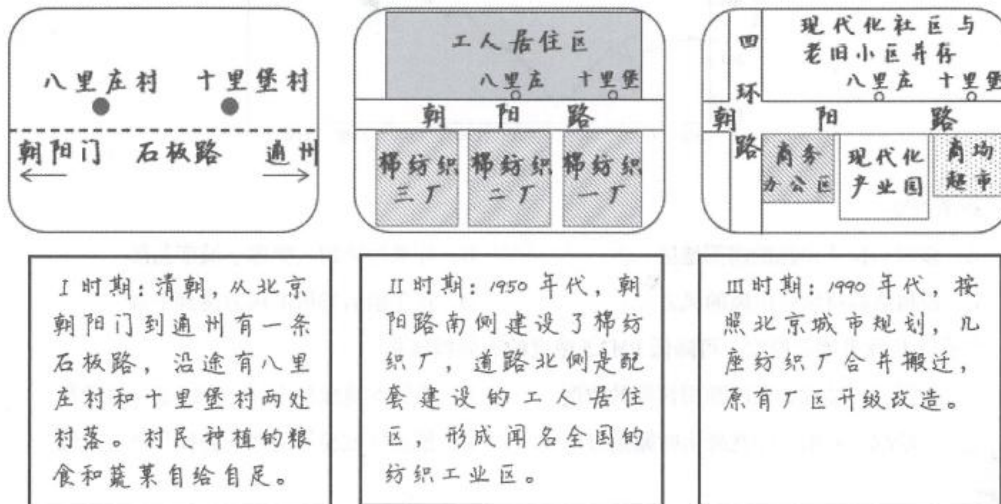 八里庄村 十里堡村
朝阳门 石板路 通州
工人居住区
八里庄 十里堡
朝阳路
棉纺织三厂 棉纺织二厂 棉纺织一厂
四环路
现代化社区与
老旧小区并存
八里庄 十里堡
朝阳路
商务办公区 现代化产业园 商场超市
I时期：清朝，从北京
朝阳门到通州有一条
石板路，沿途有八里
庄村和十里堡村两处
村落。村民种植的粮
食和蔬菜自给自足。
II时期：1950年代，朝
阳路南侧建设了棉纺
织厂，道路北侧是配
套建设的工人居住
区，形成闻名全国的
纺织工业区。
III时期：1990年代，按
照北京城市规划，几
座纺织厂合并搬迁，
原有厂区升级改造。